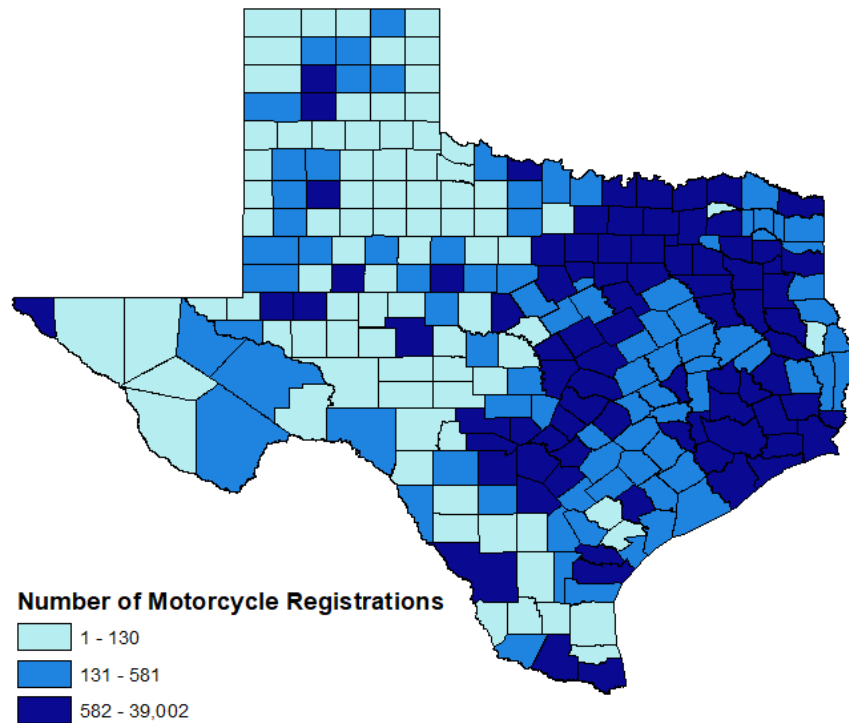 Number of Motorcycle Registrations
1 - 130
131 - 581
582 - 39,002